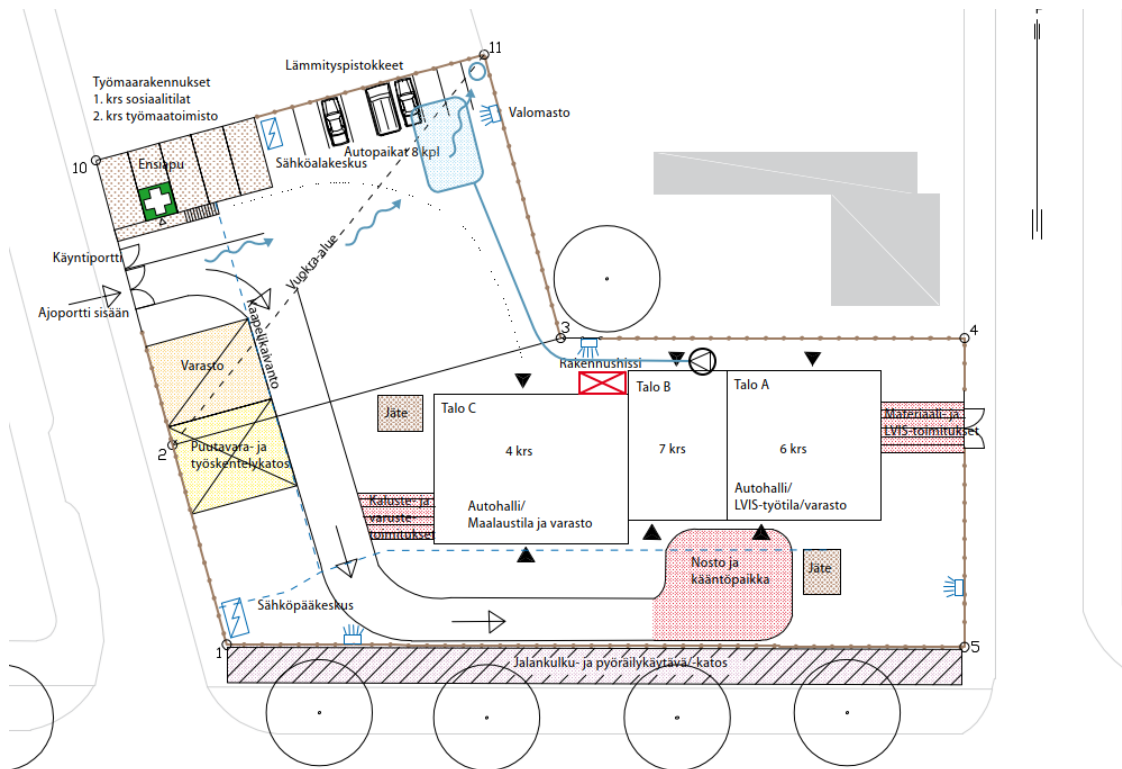 11
Lämmityspistokkeet
Työmaarakennukset
1. krs sosiaalitilat
2. krs työmaatoimisto
Valomasto
10
Ensiapu
Sähköalakeskus
Autopaikat 8 kpl
Käyntiportti
Vuokra-alue
Ajoportti sisään
Kaapelikaivanto
3
4
Varasto
Rakennushissi
Talo C
Talo B
Talo A
Jäte
Materiaali- ja
LVIS-toimitukset
2
Puutavara- ja
työskentelykatos
4 krs
7 krs
6 krs
Kaluste- ja
varuste-
toimitukset
Autohalli/
Maalaustila ja varasto
Autohalli/
LVIS-työtila/varasto
Nosto ja
kääntöpaikka
Jäte
Sähköpääkeskus
1
5
Jalankulku- ja pyöräilykäytävä/-katos